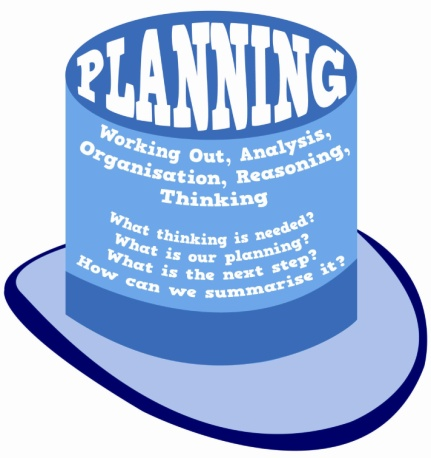 PLANNING
Working Out, Analysis,
Organisation, Reasoning,
Thinking
What thinking is needed?
What is our planning?
What is the next step?
How can we summarise it?